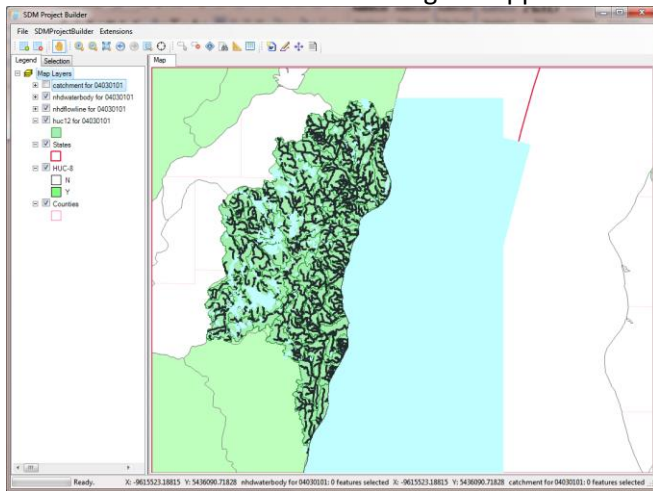 SDM Project Builder
File SDMProjectBuilder Extensions
Legend Selection
Map
Map Layers
catchment for 04030101
nhdwaterbody for 04030101
nhdflowline for 04030101
huc12 for 04030101
States
HUC-8
N
Y
Counties
Ready. X: -9615523.18815 Y: 5436090.71828 nhdwaterbody for 04030101: 0 features selected X: -9615523.18815 Y: 5436090.71828 catchment for 04030101: 0 features selected